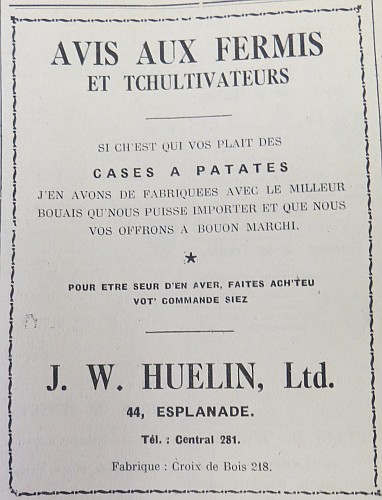 AVIS AUX FERMIS
ET TCHULTIVATEURS
SI CH'EST QUI VOS PLAIT DES
CASES A PATATES
J'EN AVONS DE FABRIQUEES AVEC LE MILLEUR
BOUAIS QU'NOUS PUISSE IMPORTER ET QUE NOUS
VOS OFFRONS A BOUON MARCHI.
POUR ETRE SEUR D'EN AVER, FAITES ACH'TEU
VOT' COMMANDE SIEZ
J. W. HUELIN, Ltd.
44, ESPLANADE.
Tél. : Central 281.
Fabrique : Croix de Bois 218.